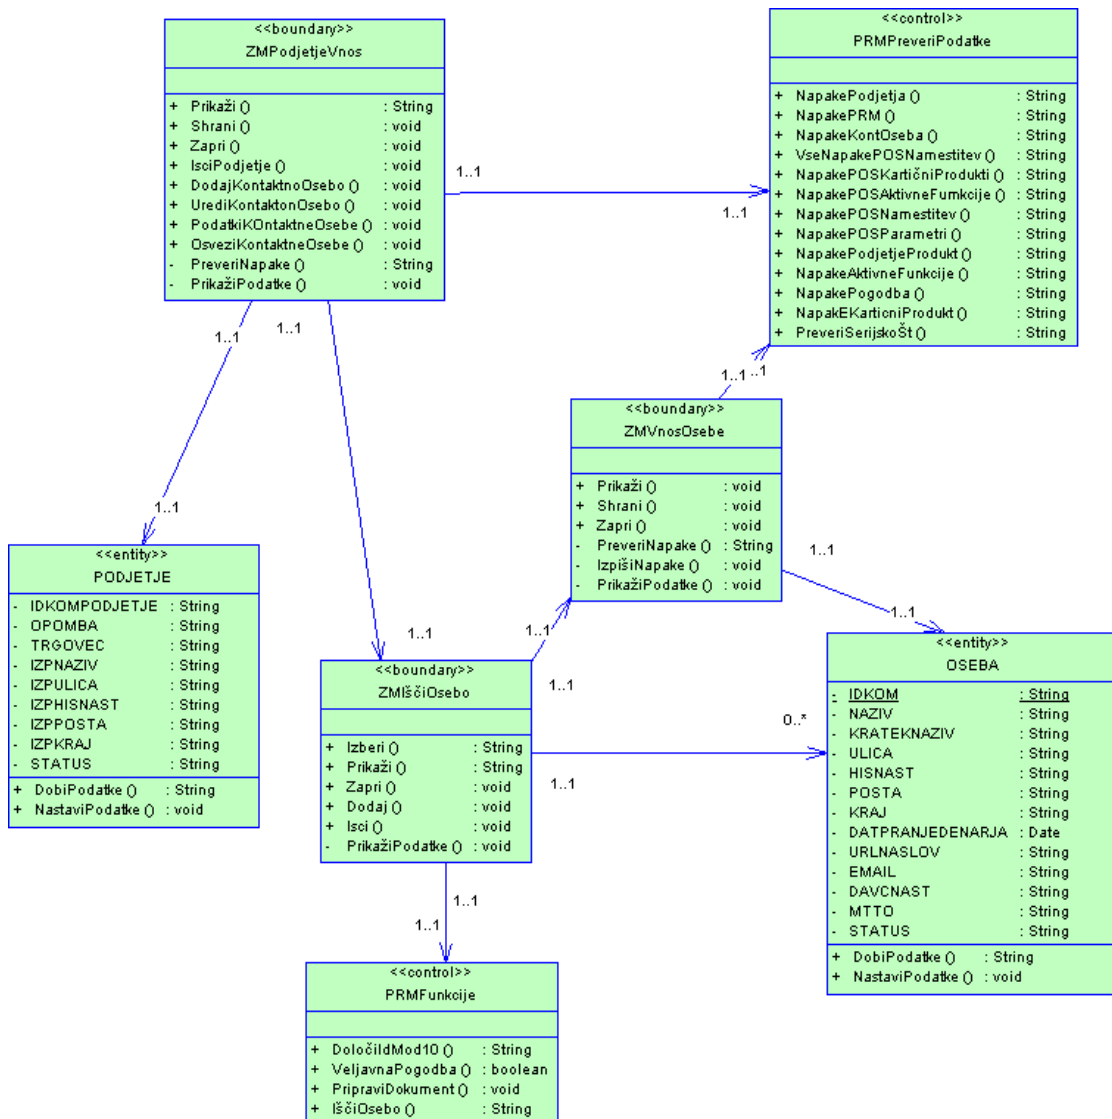 <<boundary>>
ZMPodjetjeVnos
+ Prikaži () : String
+ Shrani () : void
+ Zapri () : void
+ IsciPodjetje () : void
+ DodajKontaktnoOsebo () : void
+ UrediKontaktonOsebo () : void
+ PodatkiKOntaktneOsebe () : void
+ OsveziKontaktneOsebe () : void
- PreveriNapake () : String
- PrikažiPodatke () : void
<<control>>
PRMPreveriPodatke
+ NapakePodjetja () : String
+ NapakePRM () : String
+ NapakeKontOseba () : String
+ VseNapakePOSNamestitev () : String
+ NapakePOSKartičniProdukti () : String
+ NapakePOSAktivneFumkcije () : String
+ NapakePOSNamestitev () : String
+ NapakePOSParametri () : String
+ NapakePodjetjeProdukt () : String
+ NapakeAktivneFunkcije () : String
+ NapakePogodba () : String
+ NapakEKarticniProdukt () : String
+ PreveriSerijskoŠt () : String
1..1
1..1
1..1
1..1
1..1
1..1
1..1
..1
<<boundary>>
ZMVnosOsebe
+ Prikaži () : void
+ Shrani () : void
+ Zapri () : void
- PreveriNapake () : String
- IzpišiNapake () : void
- PrikažiPodatke () : void
1..1
1..1
<<entity>>
PODJETJE
- IDKOMPODJETJE : String
- OPOMBA : String
- TRGOVEC : String
- IZPNAZIV : String
- IZPULICA : String
- IZPHISNAST : String
- IZPPOSTA : String
- IZPKRAJ : String
- STATUS : String
+ DobiPodatke () : String
+ NastaviPodatke () : void
<<boundary>>
ZMIščiOsebo
+ Izberi () : String
+ Prikaži () : String
+ Zapri () : void
+ Dodaj () : void
+ Isci () : void
- PrikažiPodatke () : void
1..1
1..1
0..*
1..1
<<entity>>
OSEBA
- IDKOM : String
- NAZIV : String
- KRATEKNAZIV : String
- ULICA : String
- HISNAST : String
- POSTA : String
- KRAJ : String
- DATPRANJEDENARJA : Date
- URLNASLOV : String
- EMAIL : String
- DAVCNAST : String
- MTTO : String
- STATUS : String
+ DobiPodatke () : String
+ NastaviPodatke () : void
1..1
1..1
<<control>>
PRMFunkcije
+ DoločiIdMod10 () : String
+ VeljavnaPogodba () : boolean
+ PripraviDokument () : void
+ IščiOsebo () : String